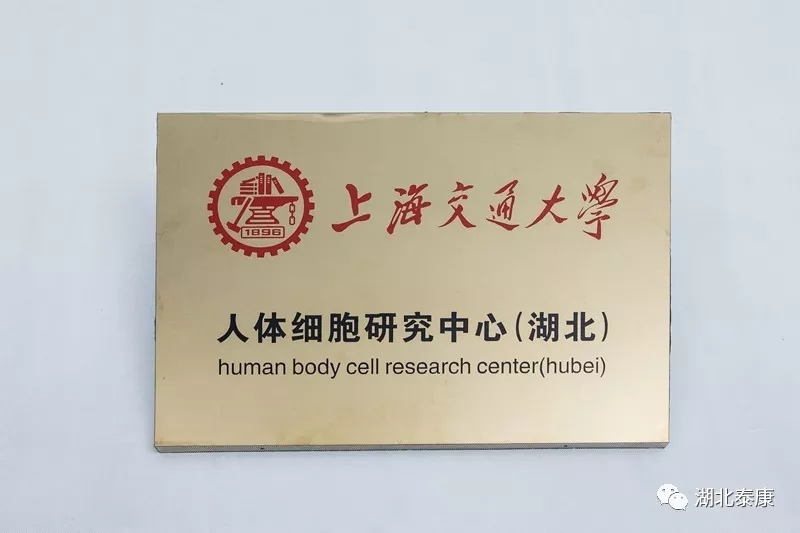 上海交通大學
1896
人体细胞研究中心(湖北)
human body cell research center(hubei)
湖北泰康